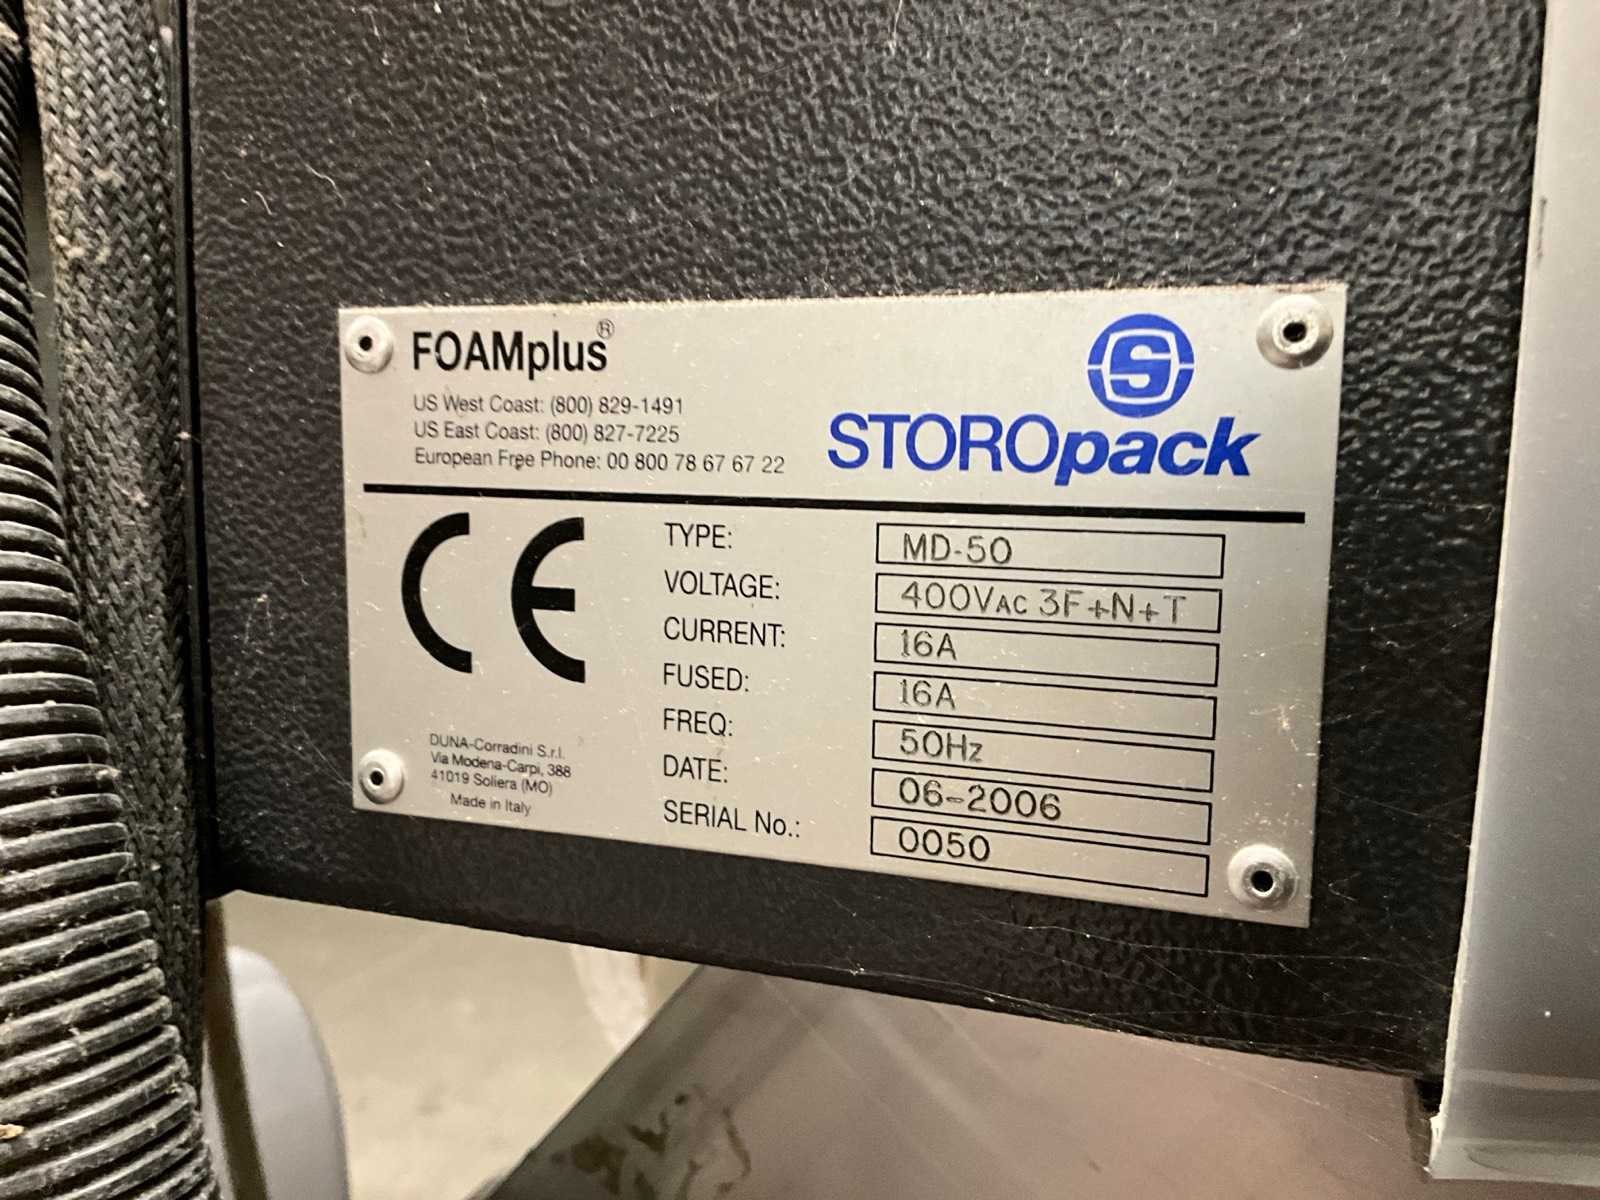 FOAMplus®
US West Coast: (800) 829-1491
US East Coast: (800) 827-7225
European Free Phone: 00 800 78 67 67 22
S
STOROpack
CE
TYPE: MD-50
VOLTAGE: 400VAC 3F+N+T
CURRENT: 16A
FUSED: 16A
FREQ: 50Hz
DATE: 06-2006
SERIAL No.: 0050
DUNA-Corradini S.r.l.
Via Modena-Carpi, 388
41019 Soliera (MO)
Made in Italy